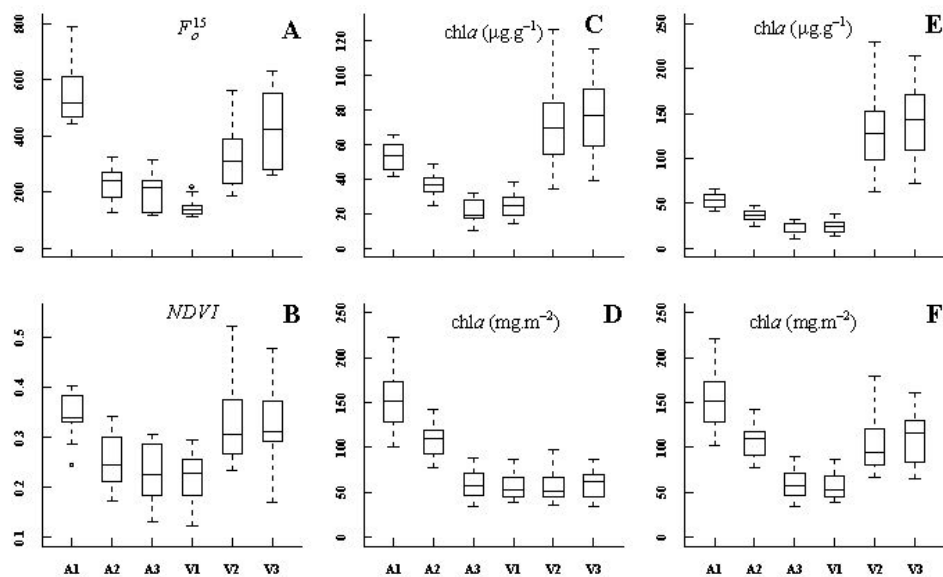 F_o^15 A
800
600
400
200
0
chla (μg.g⁻¹) C
120
100
80
60
40
20
0
chla (μg.g⁻¹) E
250
200
150
100
50
0
A1 A2 A3 V1 V2 V3
A1 A2 A3 V1 V2 V3
A1 A2 A3 V1 V2 V3
NDVI B
0.5
0.4
0.3
0.2
0.1
chla (mg.m⁻²) D
250
200
150
100
50
0
chla (mg.m⁻²) F
250
200
150
100
50
0
A1 A2 A3 V1 V2 V3
A1 A2 A3 V1 V2 V3
A1 A2 A3 V1 V2 V3